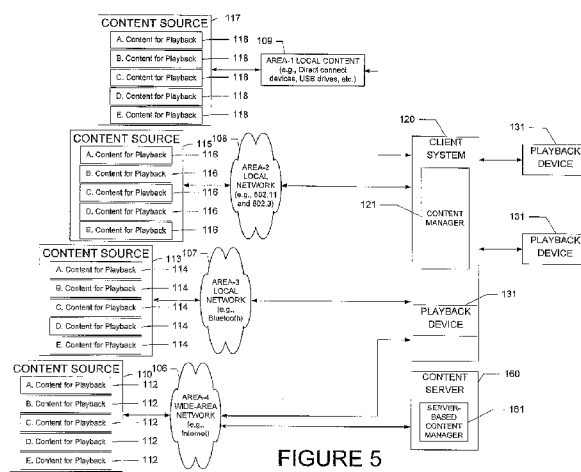 CONTENT SOURCE 117
A. Content for Playback 118
B. Content for Playback 118
C. Content for Playback 118
D. Content for Playback 118
E. Content for Playback 118
109
AREA-1 LOCAL CONTENT
(e.g., Direct connect
devices, USB drives, etc.)
CONTENT SOURCE
115
A. Content for Playback 116
B. Content for Playback 116
C. Content for Playback 116
D. Content for Playback 116
E. Content for Playback 116
108
AREA-2
LOCAL
NETWORK
(e.g., 802.11
and 802.3)
120
CLIENT
SYSTEM
121
CONTENT
MANAGER
131
PLAYBACK
DEVICE
131
PLAYBACK
DEVICE
CONTENT SOURCE
113
A. Content for Playback 114
B. Content for Playback 114
C. Content for Playback 114
D. Content for Playback 114
E. Content for Playback 114
107
AREA-3
LOCAL
NETWORK
(e.g.,
Bluetooth)
131
PLAYBACK
DEVICE
CONTENT SOURCE
110
A. Content for Playback 112
B. Content for Playback 112
C. Content for Playback 112
D. Content for Playback 112
E. Content for Playback 112
106
AREA-4
WIDE-AREA
NETWORK
(e.g.,
Internet)
CONTENT
SERVER
160
SERVER-
BASED
CONTENT
MANAGER
161
FIGURE 5